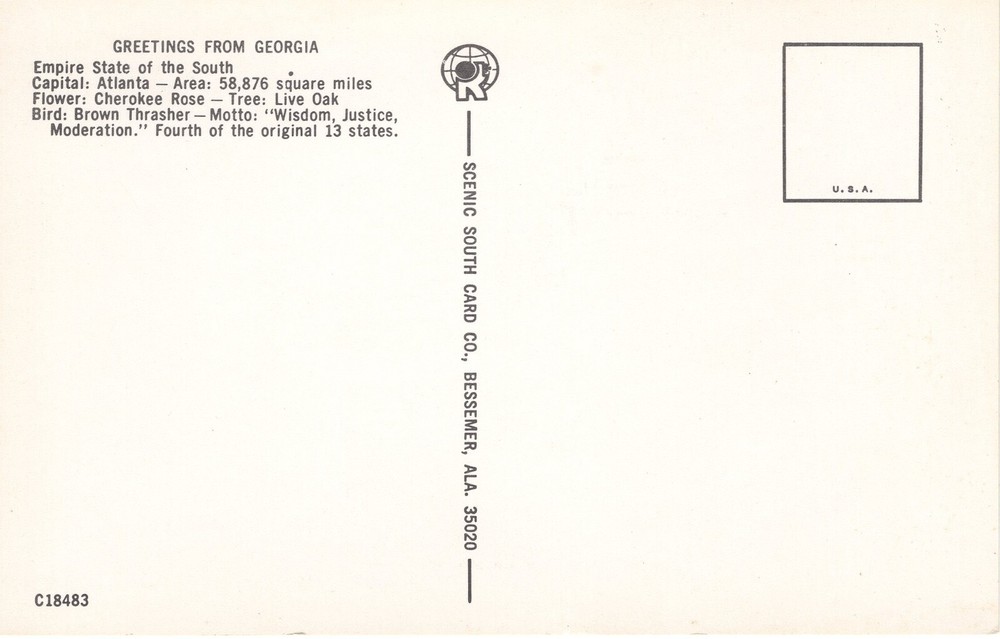 GREETINGS FROM GEORGIA
Empire State of the South
Capital: Atlanta — Area: 58,876 square miles
Flower: Cherokee Rose — Tree: Live Oak
Bird: Brown Thrasher — Motto: “Wisdom, Justice,
Moderation.” Fourth of the original 13 states.
K
SCENIC SOUTH CARD CO., BESSEMER, ALA. 35020
U.S.A.
C18483